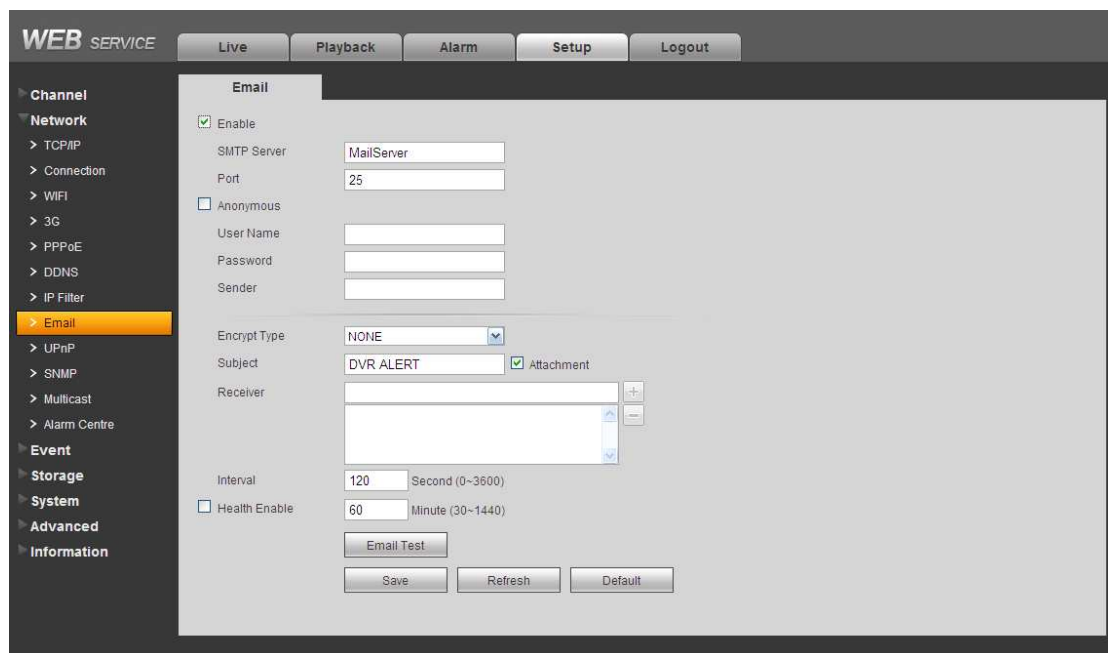 WEB SERVICE
Live
Playback
Alarm
Setup
Logout
Channel
Network
> TCP/IP
> Connection
> WIFI
> 3G
> PPPoE
> DDNS
> IP Filter
> Email
> UPnP
> SNMP
> Multicast
> Alarm Centre
Event
Storage
System
Advanced
Information
Email
Enable
SMTP Server MailServer
Port 25
Anonymous
User Name
Password
Sender
Encrypt Type NONE
Subject DVR ALERT Attachment
Receiver
Interval 120 Second (0~3600)
Health Enable 60 Minute (30~1440)
Email Test
Save Refresh Default